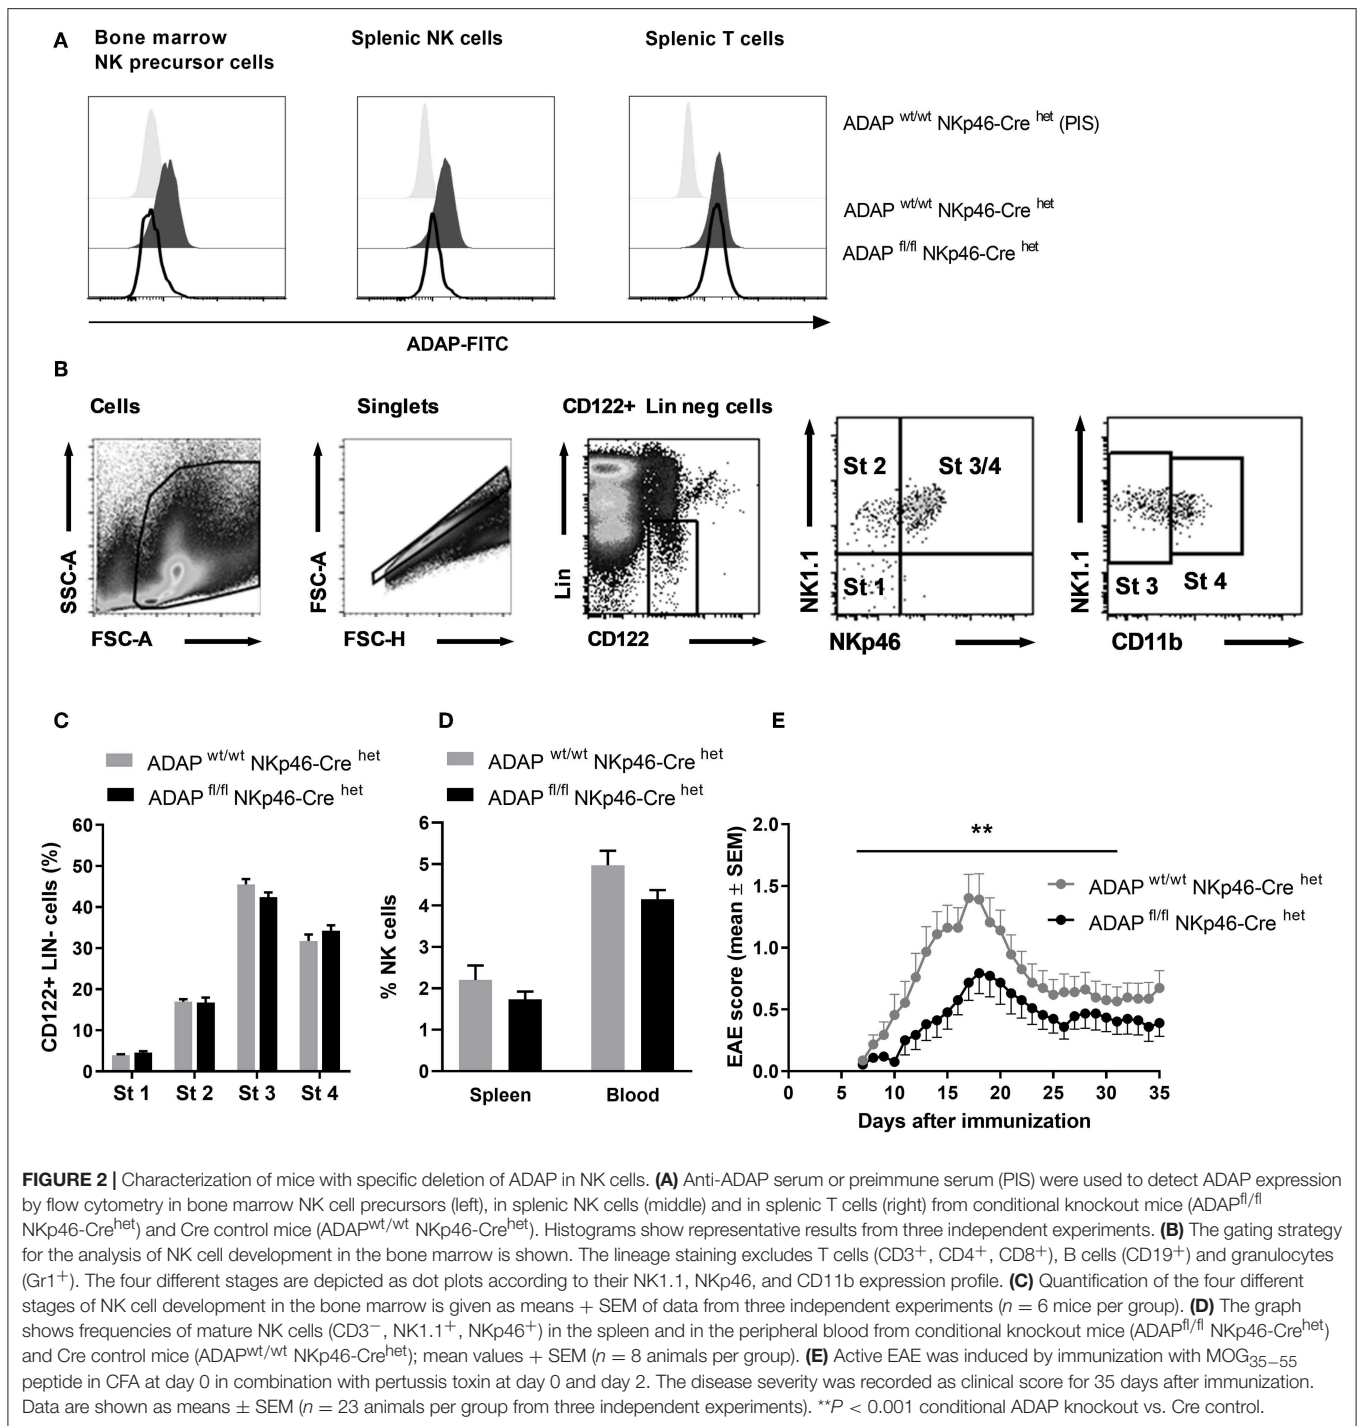 A
Bone marrow
NK precursor cells
Splenic NK cells
Splenic T cells
ADAP wt/wt NKp46-Cre het (PIS)
ADAP wt/wt NKp46-Cre het
ADAP fl/fl NKp46-Cre het
ADAP-FITC
B
Cells
Singlets
CD122+ Lin neg cells
SSC-A
FSC-A
FSC-A
FSC-H
Lin
CD122
NK1.1
St 2
St 3/4
St 1
NKp46
NK1.1
St 3
St 4
CD11b
C
ADAP wt/wt NKp46-Cre het
ADAP fl/fl NKp46-Cre het
CD122+ LIN- cells (%)
60
50
40
30
20
10
0
St 1 St 2 St 3 St 4
D
ADAP wt/wt NKp46-Cre het
ADAP fl/fl NKp46-Cre het
% NK cells
6
5
4
3
2
1
0
Spleen Blood
E
EAE score (mean ± SEM)
2.0
1.5
1.0
0.5
0.0
**
ADAP wt/wt NKp46-Cre het
ADAP fl/fl NKp46-Cre het
0 5 10 15 20 25 30 35
Days after immunization
FIGURE 2 | Characterization of mice with specific deletion of ADAP in NK cells. (A) Anti-ADAP serum or preimmune serum (PIS) were used to detect ADAP expression
by flow cytometry in bone marrow NK cell precursors (left), in splenic NK cells (middle) and in splenic T cells (right) from conditional knockout mice (ADAPfl/fl
NKp46-Crehet) and Cre control mice (ADAPwt/wt NKp46-Crehet). Histograms show representative results from three independent experiments. (B) The gating strategy
for the analysis of NK cell development in the bone marrow is shown. The lineage staining excludes T cells (CD3+, CD4+, CD8+), B cells (CD19+) and granulocytes
(Gr1+). The four different stages are depicted as dot plots according to their NK1.1, NKp46, and CD11b expression profile. (C) Quantification of the four different
stages of NK cell development in the bone marrow is given as means + SEM of data from three independent experiments (n = 6 mice per group). (D) The graph
shows frequencies of mature NK cells (CD3−, NK1.1+, NKp46+) in the spleen and in the peripheral blood from conditional knockout mice (ADAPfl/fl NKp46-Crehet)
and Cre control mice (ADAPwt/wt NKp46-Crehet); mean values + SEM (n = 8 animals per group). (E) Active EAE was induced by immunization with MOG35−55
peptide in CFA at day 0 in combination with pertussis toxin at day 0 and day 2. The disease severity was recorded as clinical score for 35 days after immunization.
Data are shown as means ± SEM (n = 23 animals per group from three independent experiments). **P < 0.001 conditional ADAP knockout vs. Cre control.